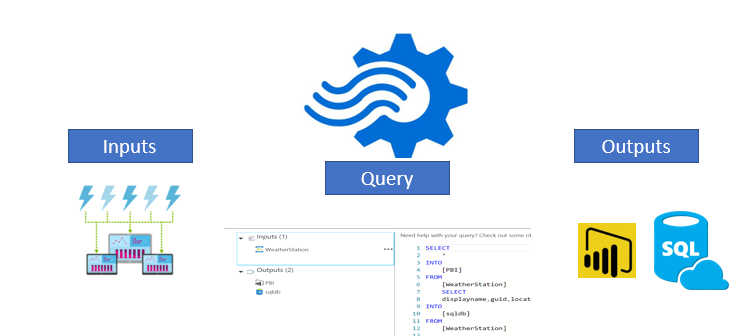 Inputs
Query
Outputs
SQL
Inputs (1)
WeatherStation
Outputs (2)
PBI
sqldb
Need help with your query? Check out some of
1 SELECT
2 *
3 INTO
4 [PBI]
5 FROM
6 [WeatherStation]
7 SELECT
8 displayname,guid,locat
9 INTO
10 [sqldb]
11 FROM
12 [WeatherStation]